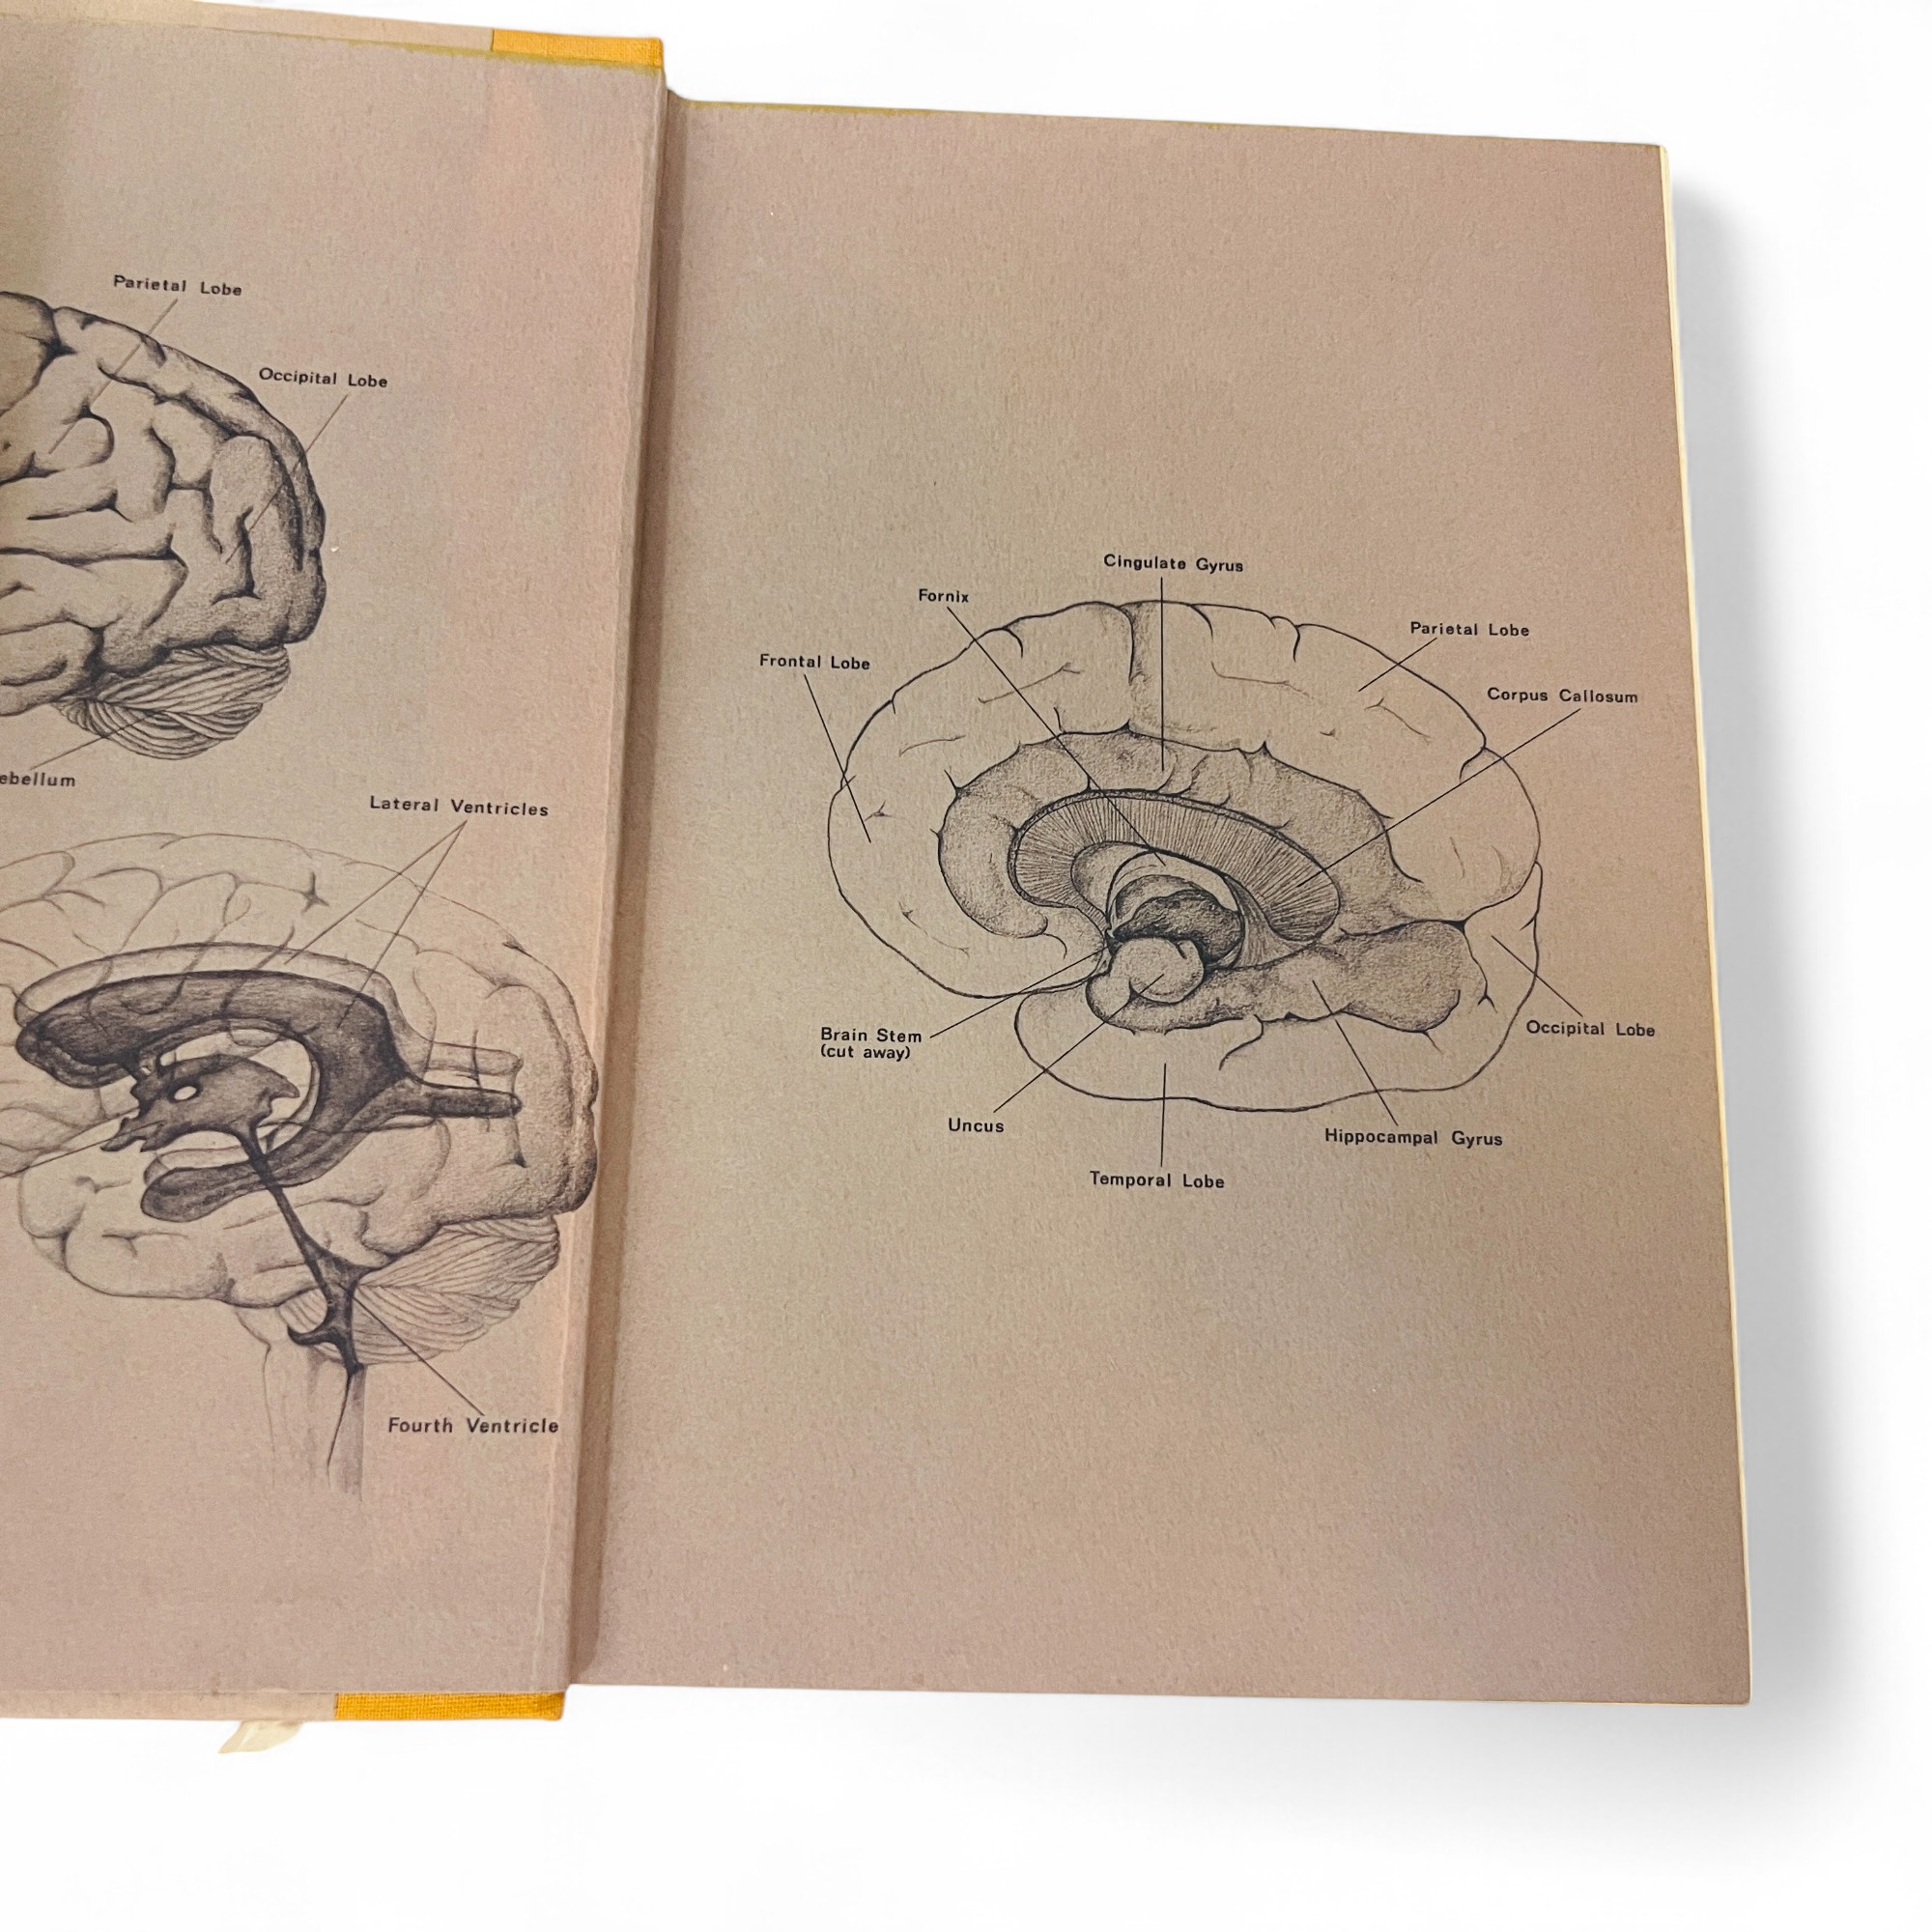 Parietal Lobe
Occipital Lobe
ebellum
Lateral Ventricles
Fourth Ventricle
Cingulate Gyrus
Fornix
Parietal Lobe
Frontal Lobe
Corpus Callosum
Brain Stem
(cut away)
Occipital Lobe
Uncus
Hippocampal Gyrus
Temporal Lobe